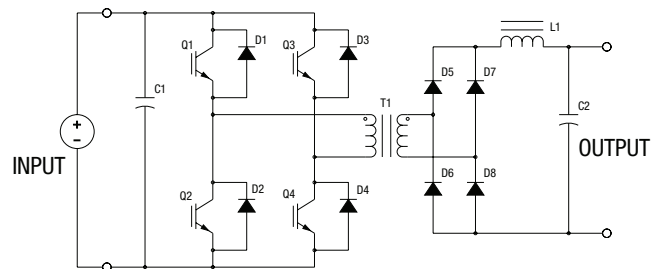 L1
Q1
D1
Q3
D3
D5
D7
C1
T1
C2
+
−
INPUT
OUTPUT
Q2
D2
Q4
D4
D6
D8